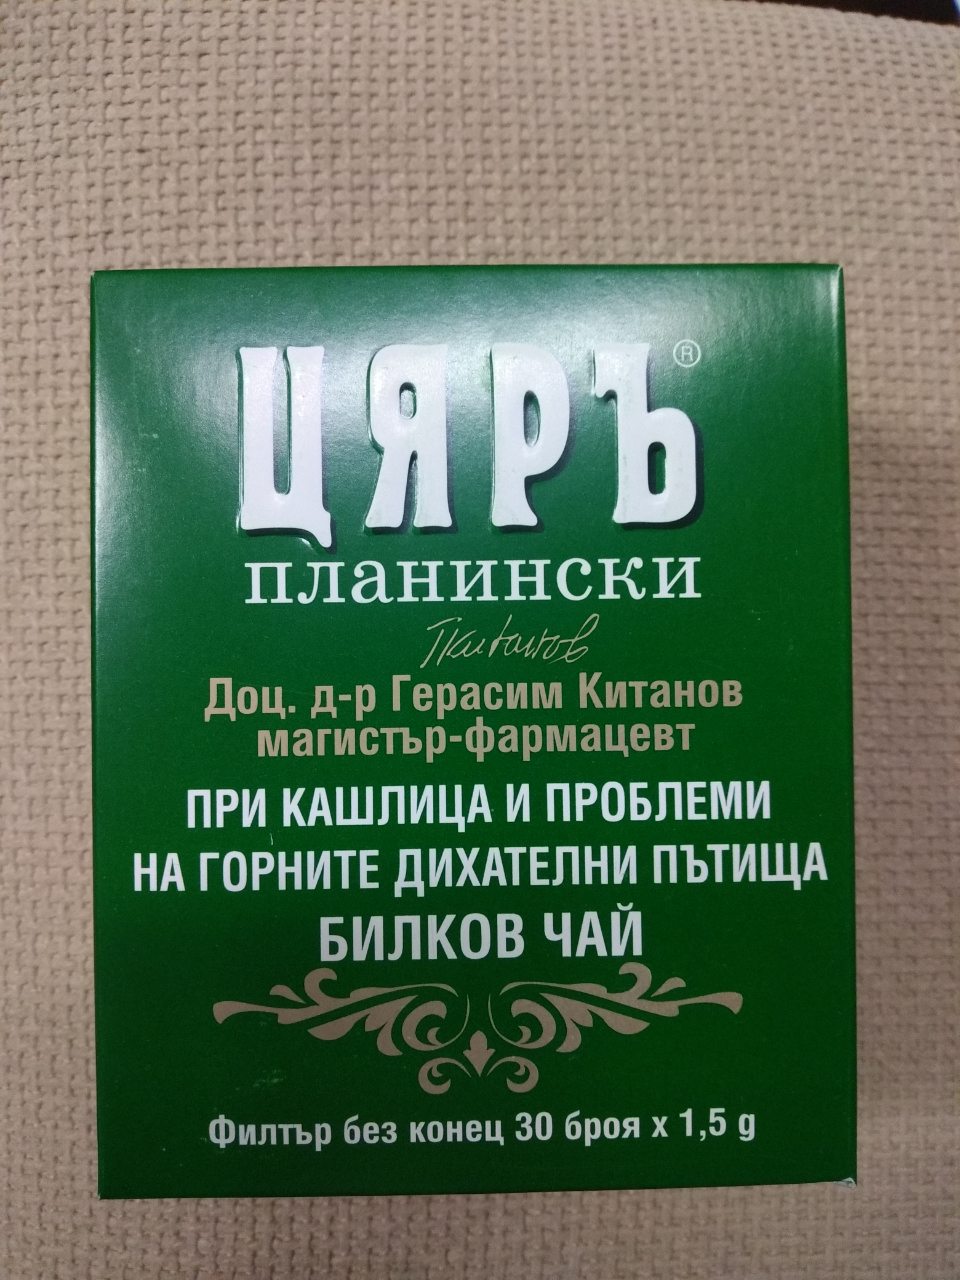 ЦЯРЪ®
планински
ГКитанов
Доц. д-р Герасим Китанов
магистър-фармацевт
ПРИ КАШЛИЦА И ПРОБЛЕМИ
НА ГОРНИТЕ ДИХАТЕЛНИ ПЪТИЩА
БИЛКОВ ЧАЙ
Филтър без конец 30 броя x 1,5 g